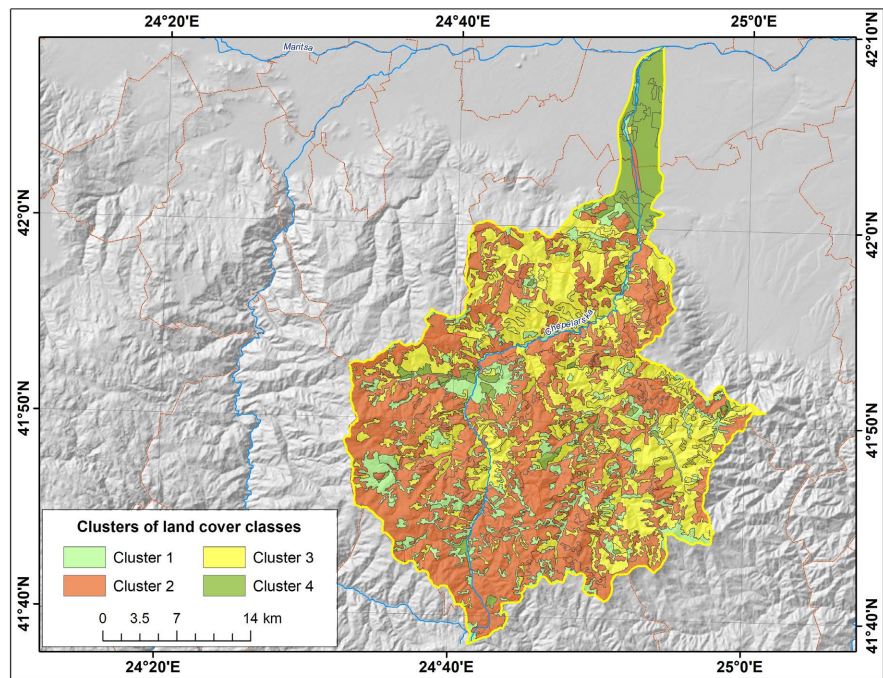 24°20'E 24°40'E 25°0'E
42°10'N
Maritsa
42°0'N
42°0'N
Chepelarska
41°50'N
41°50'N
Clusters of land cover classes
Cluster 1 Cluster 3
Cluster 2 Cluster 4
0 3.5 7 14 km
41°40'N
41°40'N
24°20'E 24°40'E 25°0'E